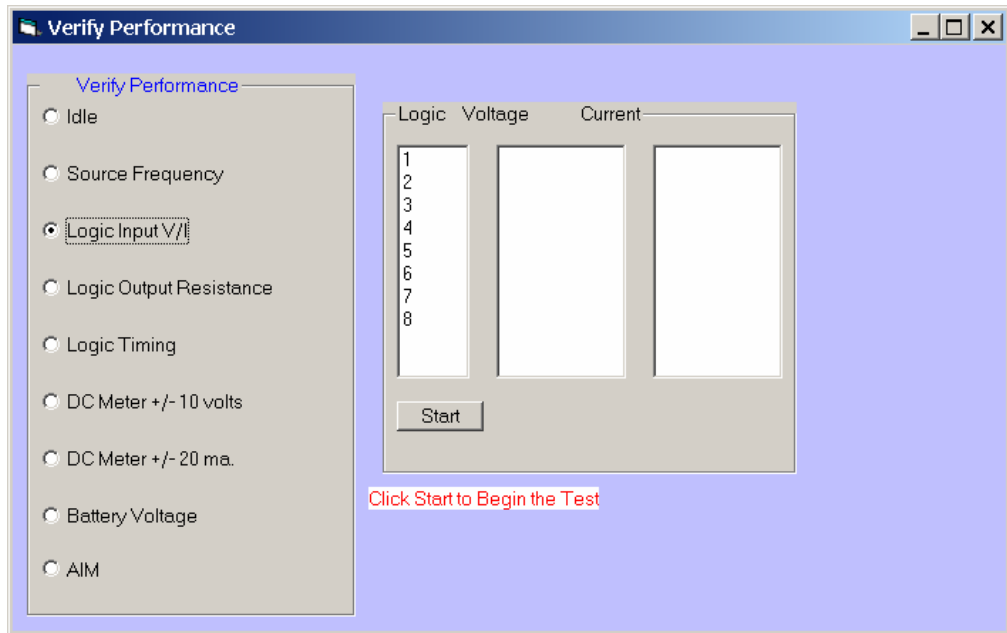 Verify Performance
Verify Performance
Idle
Source Frequency
Logic Input V/I
Logic Output Resistance
Logic Timing
DC Meter +/- 10 volts
DC Meter +/- 20 ma.
Battery Voltage
AIM
Logic Voltage Current
1
2
3
4
5
6
7
8
Start
Click Start to Begin the Test